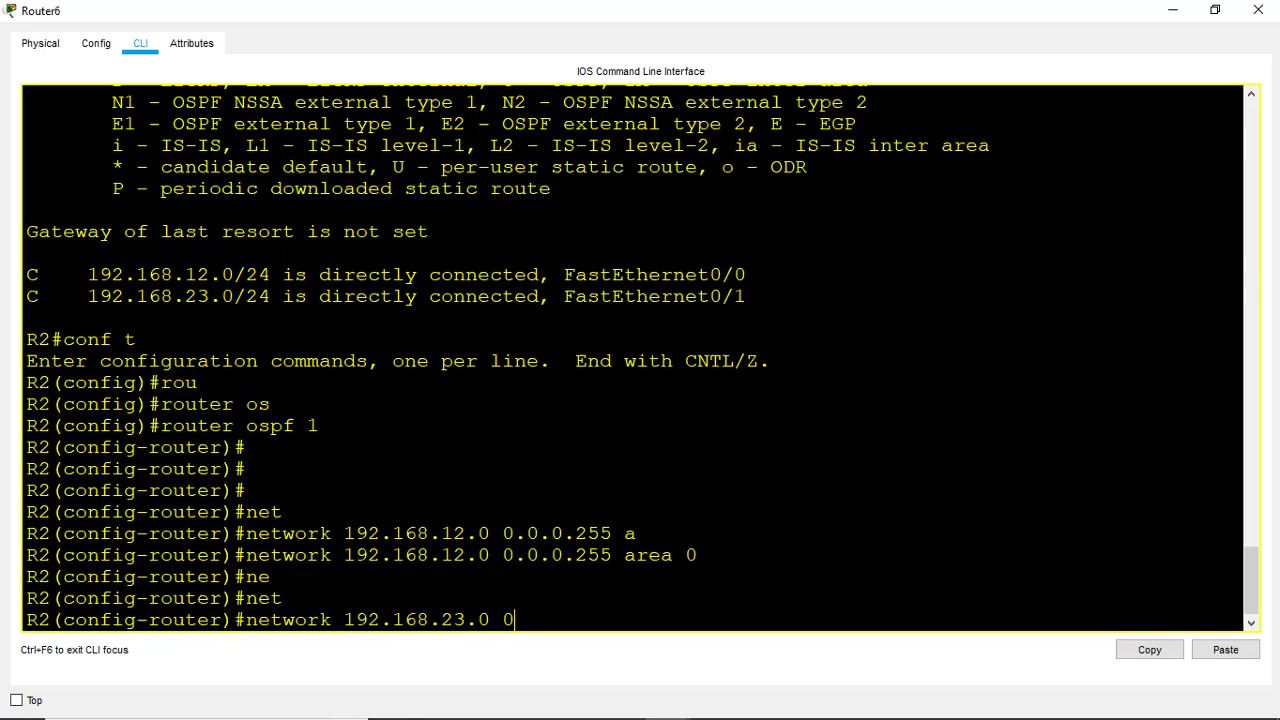 Router6
Physical Config CLI Attributes
IOS Command Line Interface
N1 - OSPF NSSA external type 1, N2 - OSPF NSSA external type 2
E1 - OSPF external type 1, E2 - OSPF external type 2, E - EGP
i - IS-IS, L1 - IS-IS level-1, L2 - IS-IS level-2, ia - IS-IS inter area
* - candidate default, U - per-user static route, o - ODR
P - periodic downloaded static route
Gateway of last resort is not set
C 192.168.12.0/24 is directly connected, FastEthernet0/0
C 192.168.23.0/24 is directly connected, FastEthernet0/1
R2#conf t
Enter configuration commands, one per line. End with CNTL/Z.
R2(config)#rou
R2(config)#router os
R2(config)#router ospf 1
R2(config-router)#
R2(config-router)#
R2(config-router)#
R2(config-router)#net
R2(config-router)#network 192.168.12.0 0.0.0.255 a
R2(config-router)#network 192.168.12.0 0.0.0.255 area 0
R2(config-router)#ne
R2(config-router)#net
R2(config-router)#network 192.168.23.0 0
Ctrl+F6 to exit CLI focus
Copy Paste
Top